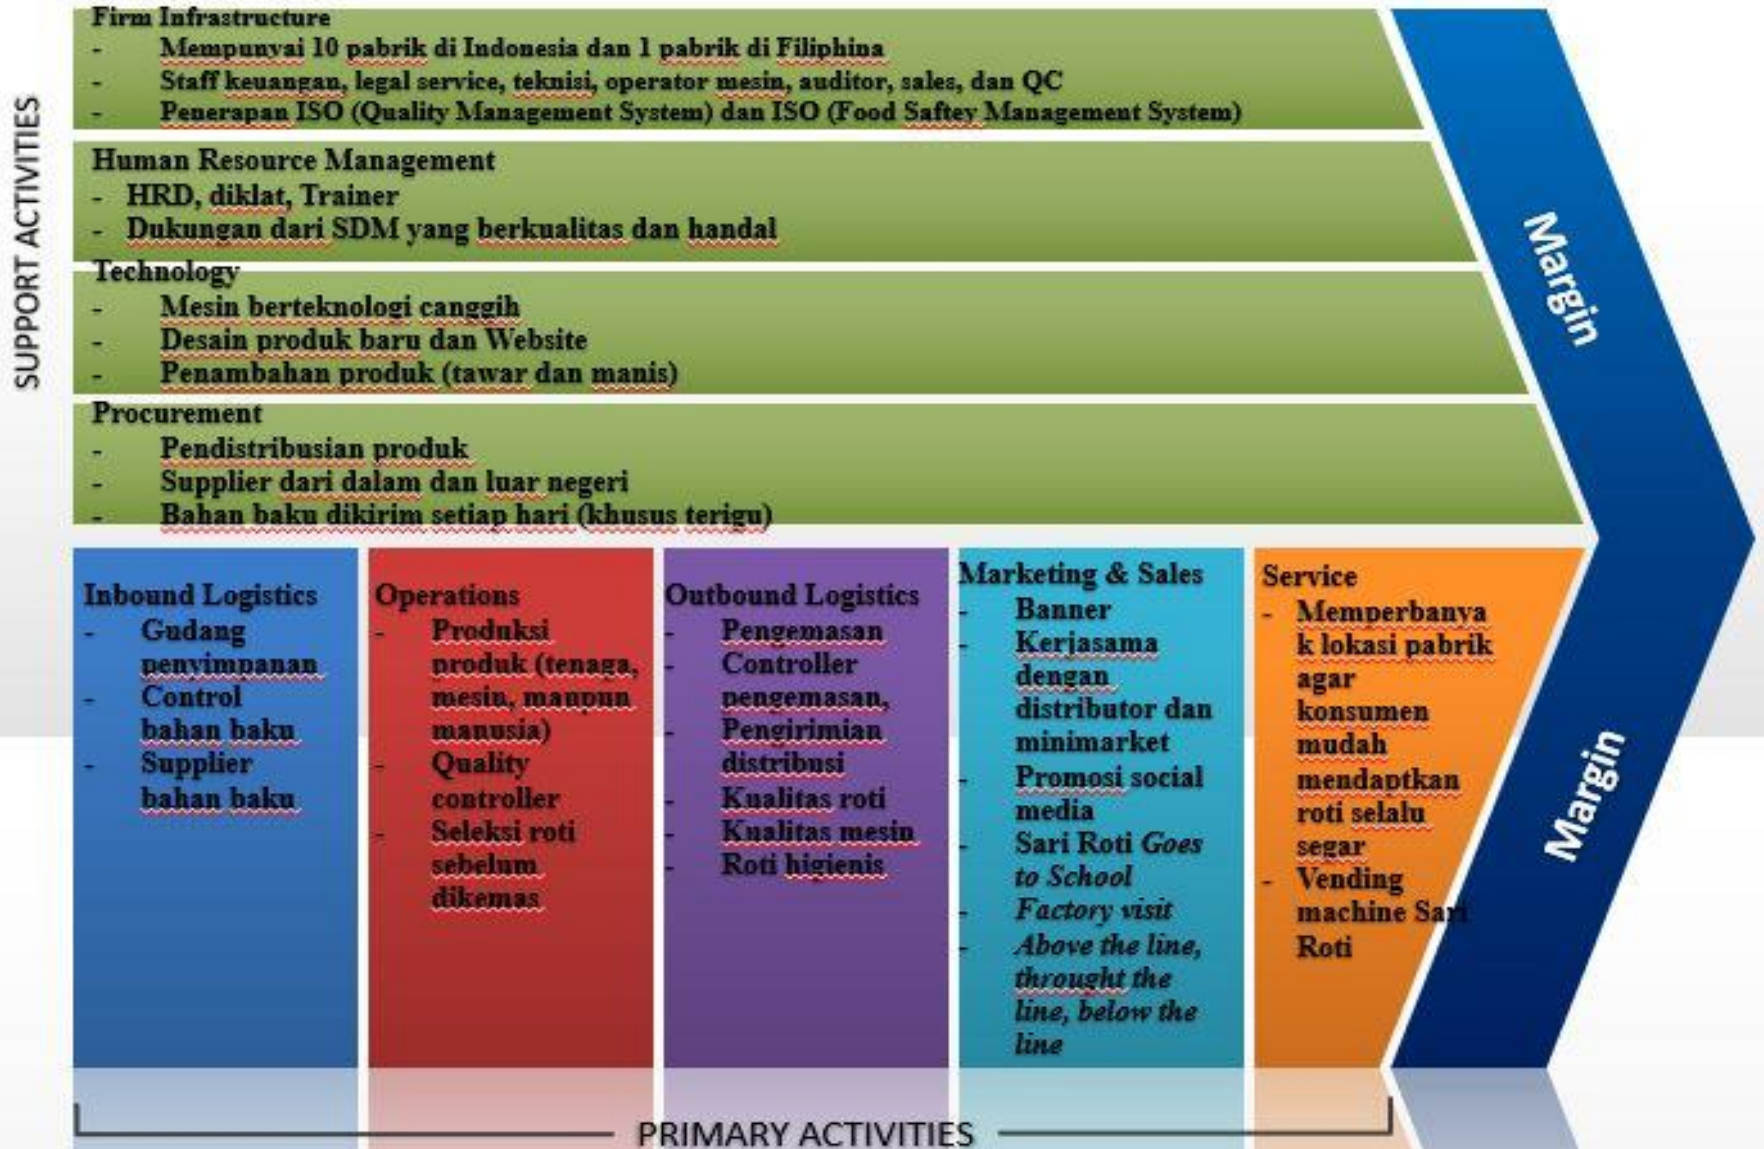 SUPPORT ACTIVITIES
Firm Infrastructure
- Mempunyai 10 pabrik di Indonesia dan 1 pabrik di Filiphina
- Staff keuangan, legal service, teknisi, operator mesin, auditor, sales, dan QC
- Penerapan ISO (Quality Management System) dan ISO (Food Saftey Management System)
Human Resource Management
- HRD, diklat, Trainer
- Dukungan dari SDM yang berkualitas dan handal
Technology
- Mesin berteknologi canggih
- Desain produk baru dan Website
- Penambahan produk (tawar dan manis)
Procurement
- Pendistribusian produk
- Supplier dari dalam dan luar negeri
- Bahan baku dikirim setiap hari (khusus terigu)
Margin
Inbound Logistics
- Gudang
penyimpanan
- Control
bahan baku
- Supplier
bahan baku
Operations
- Produksi
produk (tenaga,
mesin, maupun
manusia)
- Quality
controller
- Seleksi roti
sebelum
dikemas
Outbound Logistics
- Pengemasan
- Controller
pengemasan,
- Pengirimian
distribusi
- Kualitas roti
- Kualitas mesin
- Roti higienis
Marketing & Sales
- Banner
- Kerjasama
dengan
distributor dan
minimarket
- Promosi social
media
- Sari Roti Goes
to School
- Factory visit
- Above the line,
throught the
line, below the
line
Service
- Memperbanya
k lokasi pabrik
agar
konsumen
mudah
mendaptkan
roti selalu
segar
- Vending
machine Sari
Roti
Margin
PRIMARY ACTIVITIES